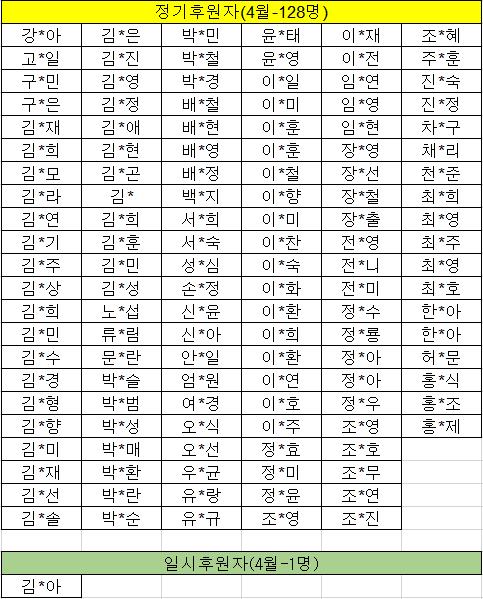 정기후원자(4월-128명)
강*아 김*은 박*민 윤*태 이*재 조*혜
고*일 김*진 박*철 윤*영 이*전 주*훈
구*민 김*영 박*경 이*일 임*연 진*숙
구*은 김*정 배*철 이*미 임*영 진*정
김*재 김*애 배*현 이*훈 임*현 차*구
김*희 김*현 배*영 이*훈 장*영 채*리
김*모 김*곤 배*정 이*철 장*선 천*준
김*라 김* 백*지 이*향 장*철 최*희
김*연 김*희 서*희 이*미 장*출 최*영
김*기 김*훈 서*숙 이*찬 전*영 최*주
김*주 김*민 성*심 이*숙 전*니 최*영
김*상 김*성 손*정 이*화 전*미 최*호
김*희 노*섭 신*윤 이*환 정*수 한*아
김*민 류*림 신*아 이*희 정*룡 한*아
김*수 문*란 안*일 이*환 정*아 허*문
김*경 박*슬 엄*원 이*연 정*아 홍*식
김*형 박*범 여*경 이*호 정*우 홍*조
김*향 박*성 오*식 이*주 조*영 홍*제
김*미 박*매 오*선 정*효 조*호
김*재 박*환 우*균 정*미 조*무
김*선 박*란 유*랑 정*윤 조*연
김*솔 박*순 유*규 조*영 조*진
일시후원자(4월-1명)
김*아